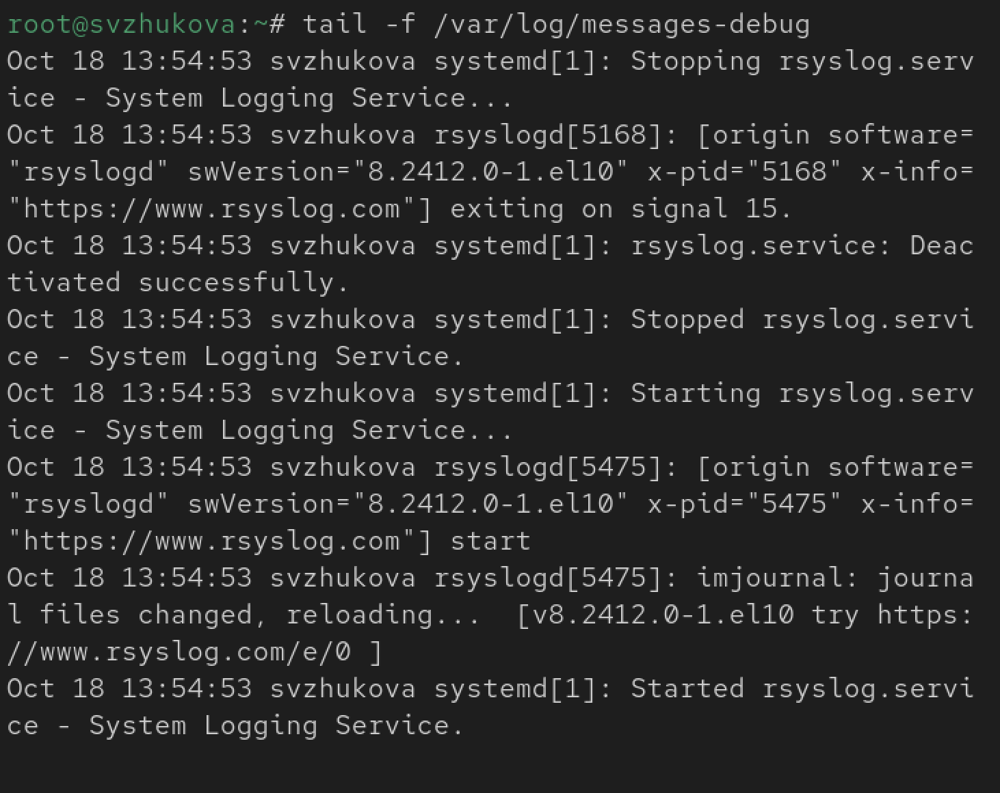 root@svzhukova:~# tail -f /var/log/messages-debug
Oct 18 13:54:53 svzhukova systemd[1]: Stopping rsyslog.serv
ice - System Logging Service...
Oct 18 13:54:53 svzhukova rsyslogd[5168]: [origin software=
"rsyslogd" swVersion="8.2412.0-1.el10" x-pid="5168" x-info=
"https://www.rsyslog.com"] exiting on signal 15.
Oct 18 13:54:53 svzhukova systemd[1]: rsyslog.service: Deac
tivated successfully.
Oct 18 13:54:53 svzhukova systemd[1]: Stopped rsyslog.servi
ce - System Logging Service.
Oct 18 13:54:53 svzhukova systemd[1]: Starting rsyslog.serv
ice - System Logging Service...
Oct 18 13:54:53 svzhukova rsyslogd[5475]: [origin software=
"rsyslogd" swVersion="8.2412.0-1.el10" x-pid="5475" x-info=
"https://www.rsyslog.com"] start
Oct 18 13:54:53 svzhukova rsyslogd[5475]: imjournal: journa
l files changed, reloading...  [v8.2412.0-1.el10 try https:
//www.rsyslog.com/e/0 ]
Oct 18 13:54:53 svzhukova systemd[1]: Started rsyslog.servi
ce - System Logging Service.